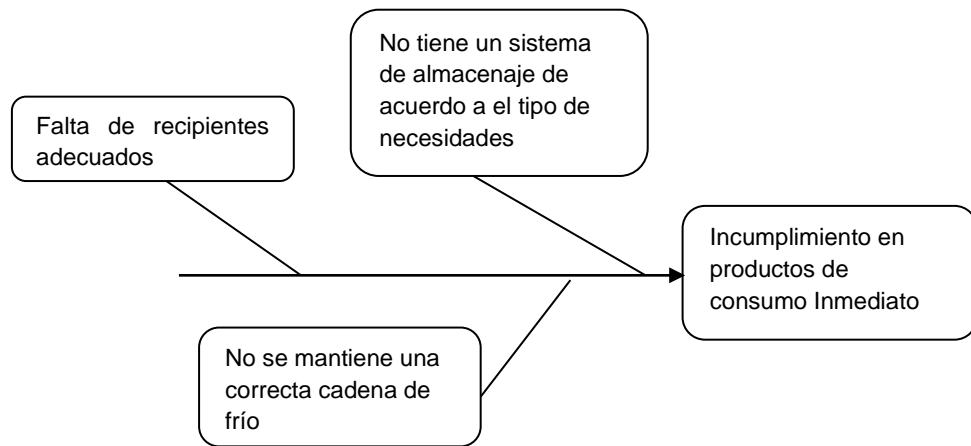 No tiene un sistema
de almacenaje de
acuerdo a el tipo de
necesidades
Falta de recipientes
adecuados
Incumplimiento en
productos de
consumo Inmediato
No se mantiene una
correcta cadena de
frío